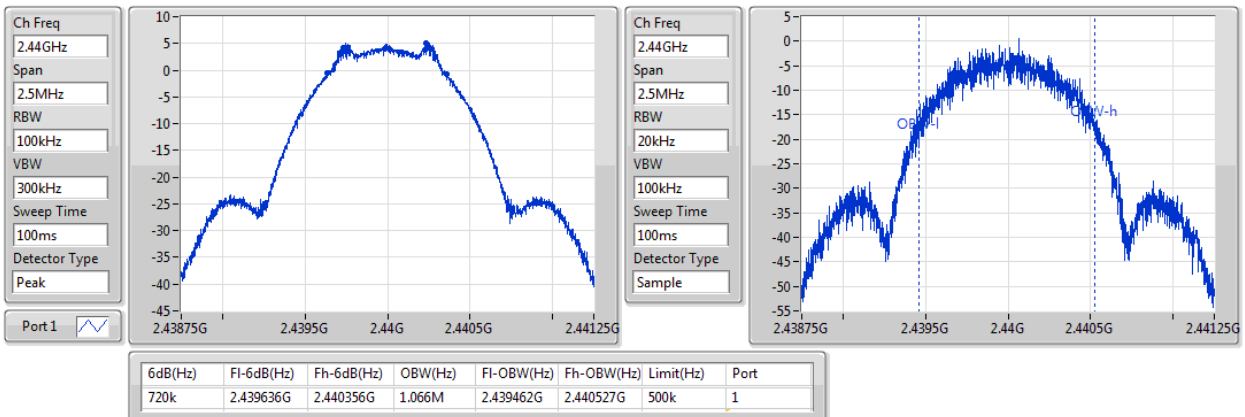 Ch Freq
2.44GHz
Span
2.5MHz
RBW
100kHz
VBW
300kHz
Sweep Time
100ms
Detector Type
Peak
Port 1
10
5
0
-5
-10
-15
-20
-25
-30
-35
-40
-45
2.43875G 2.4395G 2.44G 2.4405G 2.44125G
Ch Freq
2.44GHz
Span
2.5MHz
RBW
20kHz
VBW
100kHz
Sweep Time
100ms
Detector Type
Sample
5
0
-5
-10
-15
-20
-25
-30
-35
-40
-45
-50
-55
OBW-l
OBW-h
2.43875G 2.4395G 2.44G 2.4405G 2.44125G
6dB(Hz) Fl-6dB(Hz) Fh-6dB(Hz) OBW(Hz) Fl-OBW(Hz) Fh-OBW(Hz) Limit(Hz) Port
720k 2.439636G 2.440356G 1.066M 2.439462G 2.440527G 500k 1